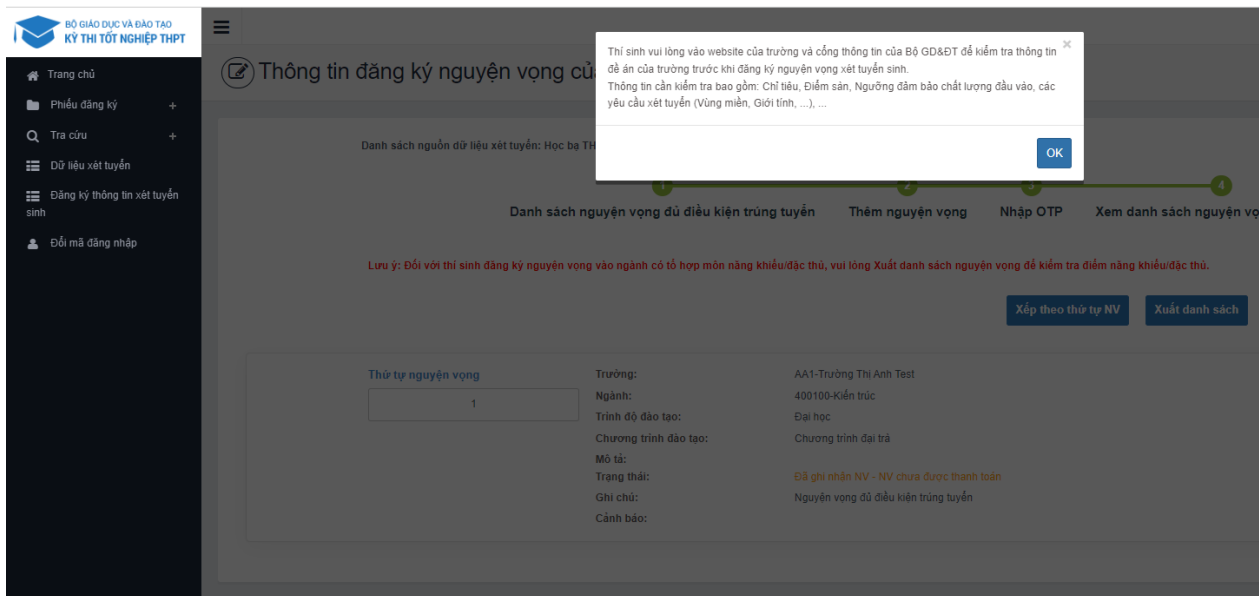 BỘ GIÁO DỤC VÀ ĐÀO TẠO
KỲ THI TỐT NGHIỆP THPT
Trang chủ
Phiếu đăng ký +
Tra cứu +
Dữ liệu xét tuyển
Đăng ký thông tin xét tuyển
sinh
Đổi mã đăng nhập
Thông tin đăng ký nguyện vọng
×
Thí sinh vui lòng vào website của trường và cổng thông tin của Bộ GD&ĐT để kiểm tra thông tin
đề án của trường trước khi đăng ký nguyện vọng xét tuyển sinh.
Thông tin cần kiểm tra bao gồm: Chỉ tiêu, Điểm sàn, Ngưỡng đảm bảo chất lượng đầu vào, các
yêu cầu xét tuyển (Vùng miền, Giới tính, ...), ...
OK
Danh sách nguồn dữ liệu xét tuyển: Học bạ
1 2 3 4
Danh sách nguyện vọng đủ điều kiện trúng tuyển Thêm nguyện vọng Nhập OTP Xem danh sách nguyện
Lưu ý: Đối với thí sinh đăng ký nguyện vọng vào ngành có tổ hợp môn năng khiếu/đặc thù, vui lòng Xuất danh sách nguyện vọng để kiểm tra điểm năng khiếu/đặc thù.
Xếp theo thứ tự NV Xuất danh sách
Thứ tự nguyện vọng
1
Trường: AA1-Trường Thị Anh Test
Ngành: 400100-Kiến trúc
Trình độ đào tạo: Đại học
Chương trình đào tạo: Chương trình đại trà
Mô tả:
Trạng thái: Đã ghi nhận NV - NV chưa được thanh toán
Ghi chú: Nguyện vọng đủ điều kiện trúng tuyển
Cảnh báo: